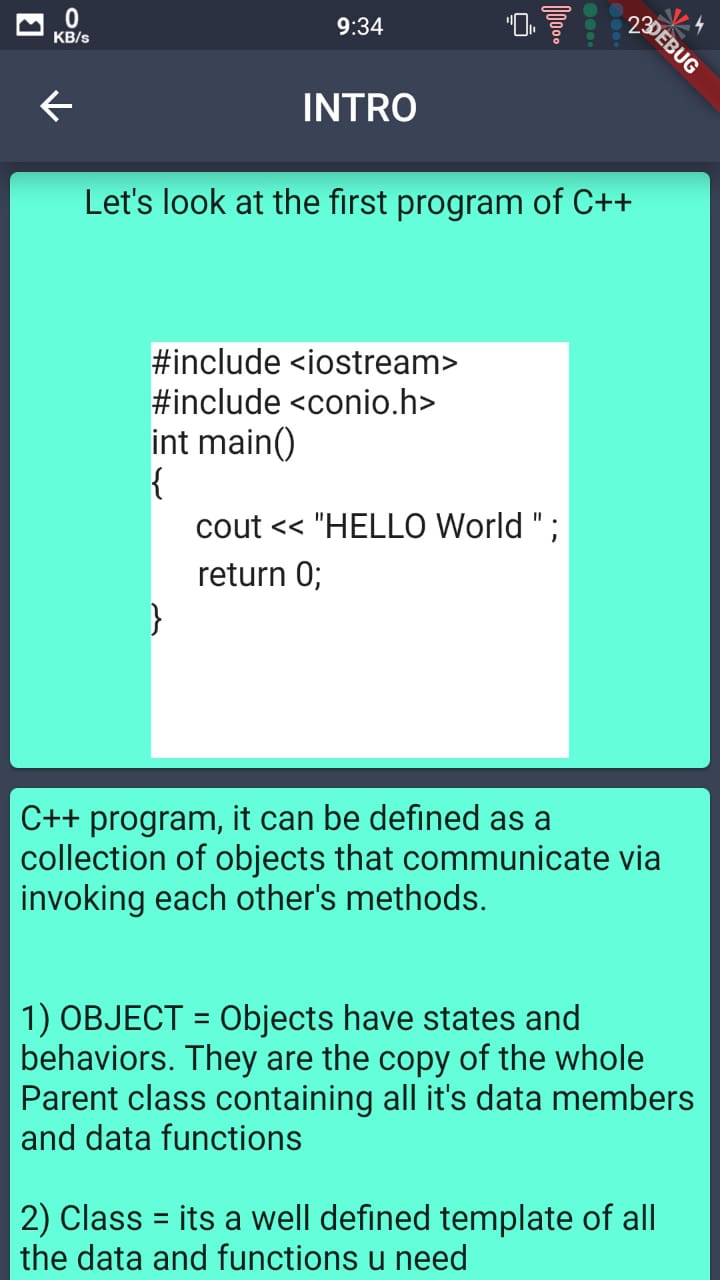 0
KB/s
9:34
23
DEBUG
INTRO
Let's look at the first program of C++
#include <iostream>
#include <conio.h>
int main()
{
cout << "HELLO World " ;
return 0;
}
C++ program, it can be defined as a
collection of objects that communicate via
invoking each other's methods.
1) OBJECT = Objects have states and
behaviors. They are the copy of the whole
Parent class containing all it's data members
and data functions
2) Class = its a well defined template of all
the data and functions u need